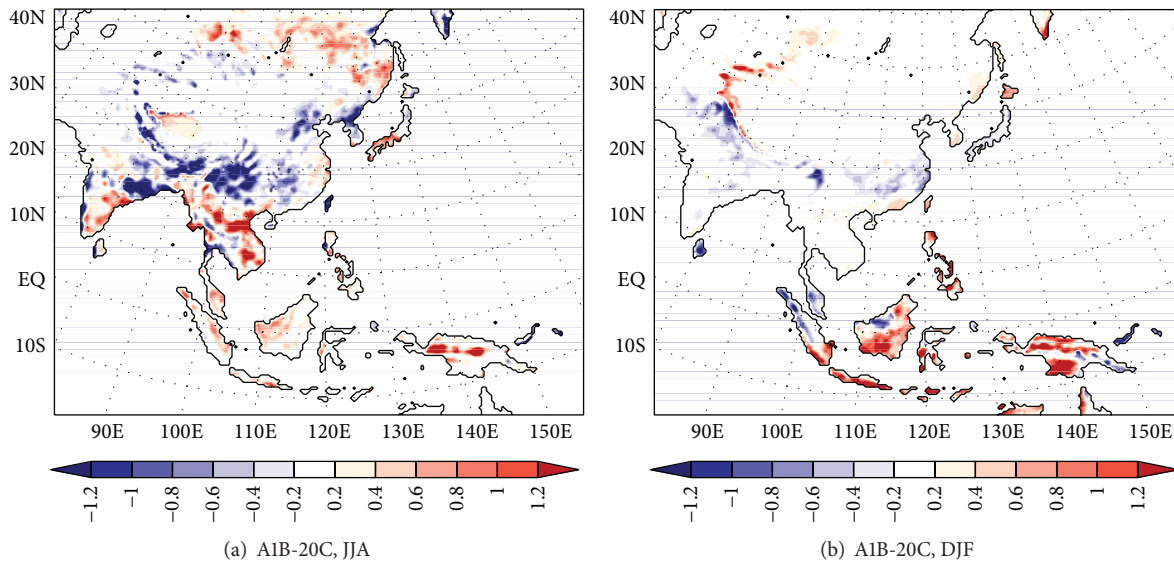 40N
30N
20N
10N
EQ
10S
90E 100E 110E 120E 130E 140E 150E
−1.2 −1 −0.8 −0.6 −0.4 −0.2 0.2 0.4 0.6 0.8 1 1.2
(a) A1B-20C, JJA
40N
30N
20N
10N
EQ
10S
90E 100E 110E 120E 130E 140E 150E
−1.2 −1 −0.8 −0.6 −0.4 −0.2 0.2 0.4 0.6 0.8 1 1.2
(b) A1B-20C, DJF